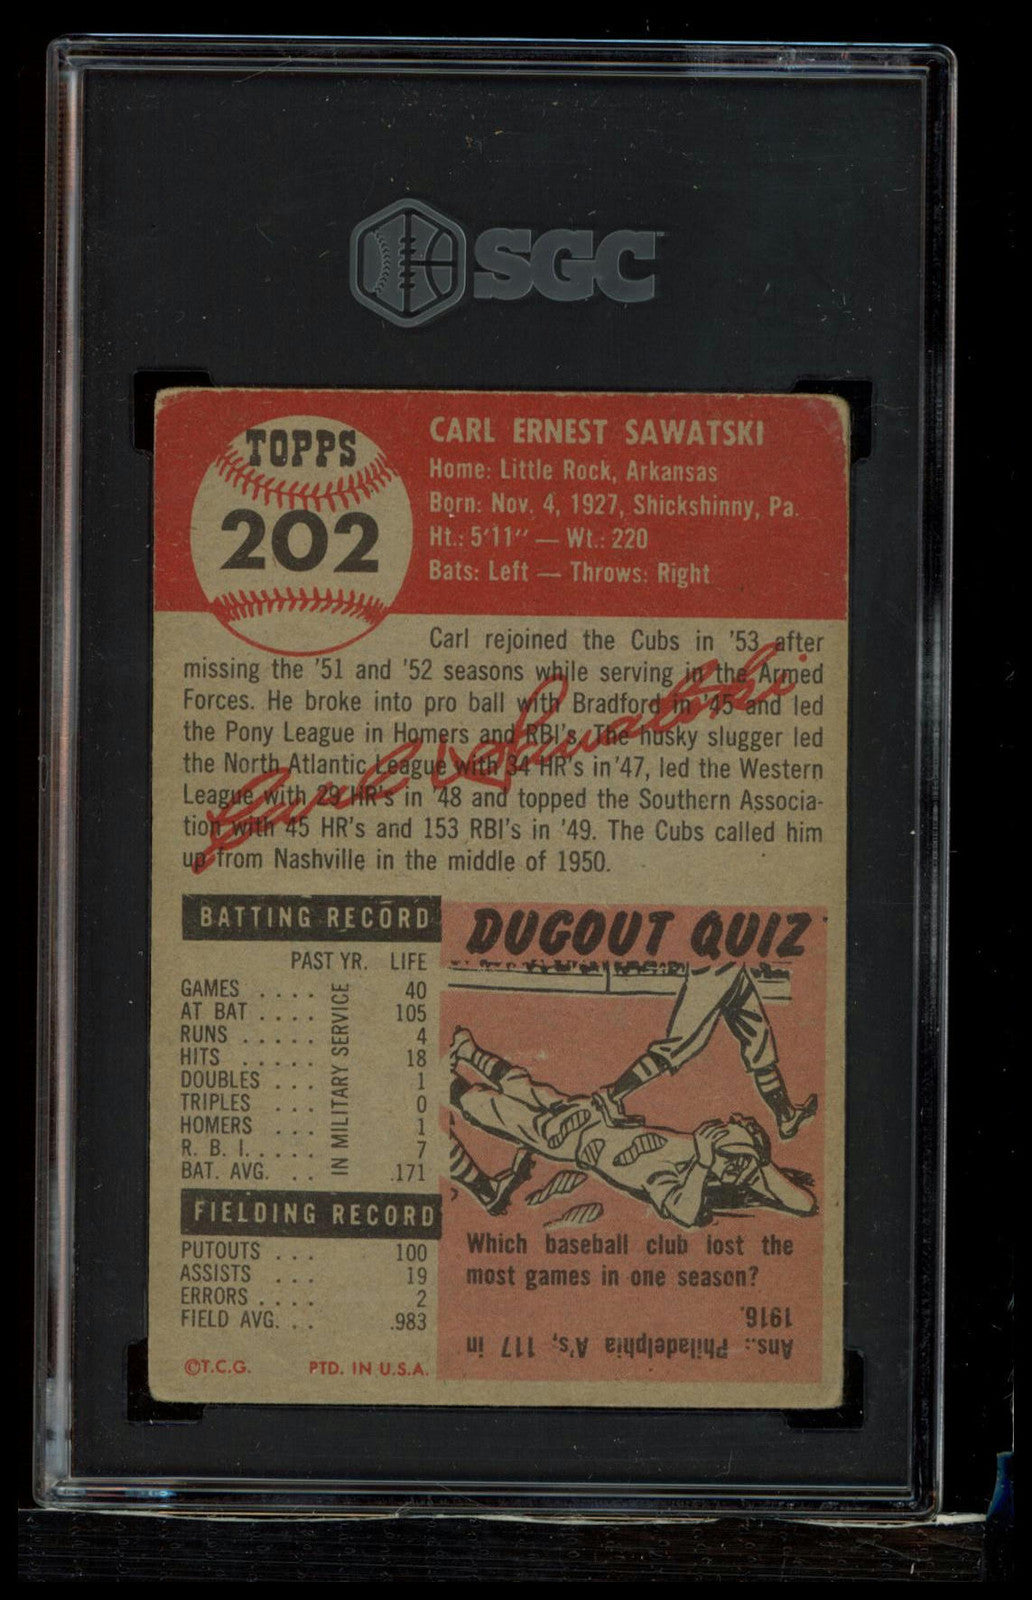 SGC
TOPPS
202
CARL ERNEST SAWATSKI
Home: Little Rock, Arkansas
Born: Nov. 4, 1927, Shickshinny, Pa.
Ht.: 5'11" — Wt.: 220
Bats: Left — Throws: Right
Carl rejoined the Cubs in '53 after
missing the '51 and '52 seasons while serving in the Armed
Forces. He broke into pro ball with Bradford in '45 and led
the Pony League in Homers and RBI's. The husky slugger led
the North Atlantic League with 34 HR's in '47, led the Western
League with 29 HR's in '48 and topped the Southern Associa-
tion with 45 HR's and 153 RBI's in '49. The Cubs called him
up from Nashville in the middle of 1950.
Carl Sawatski
BATTING RECORD
PAST YR. LIFE
GAMES .... 40
AT BAT .... 105
RUNS ..... 4
HITS ..... 18
DOUBLES ... 1
TRIPLES ... 0
HOMERS ... 1
R. B. I. .... 7
BAT. AVG. .. .171
IN MILITARY SERVICE
FIELDING RECORD
PUTOUTS ... 100
ASSISTS ... 19
ERRORS .... 2
FIELD AVG. .. .983
©T.C.G. PTD. IN U.S.A.
DUGOUT QUIZ
Which baseball club lost the
most games in one season?
Ans.: Philadelphia A's, 117 in
1916.